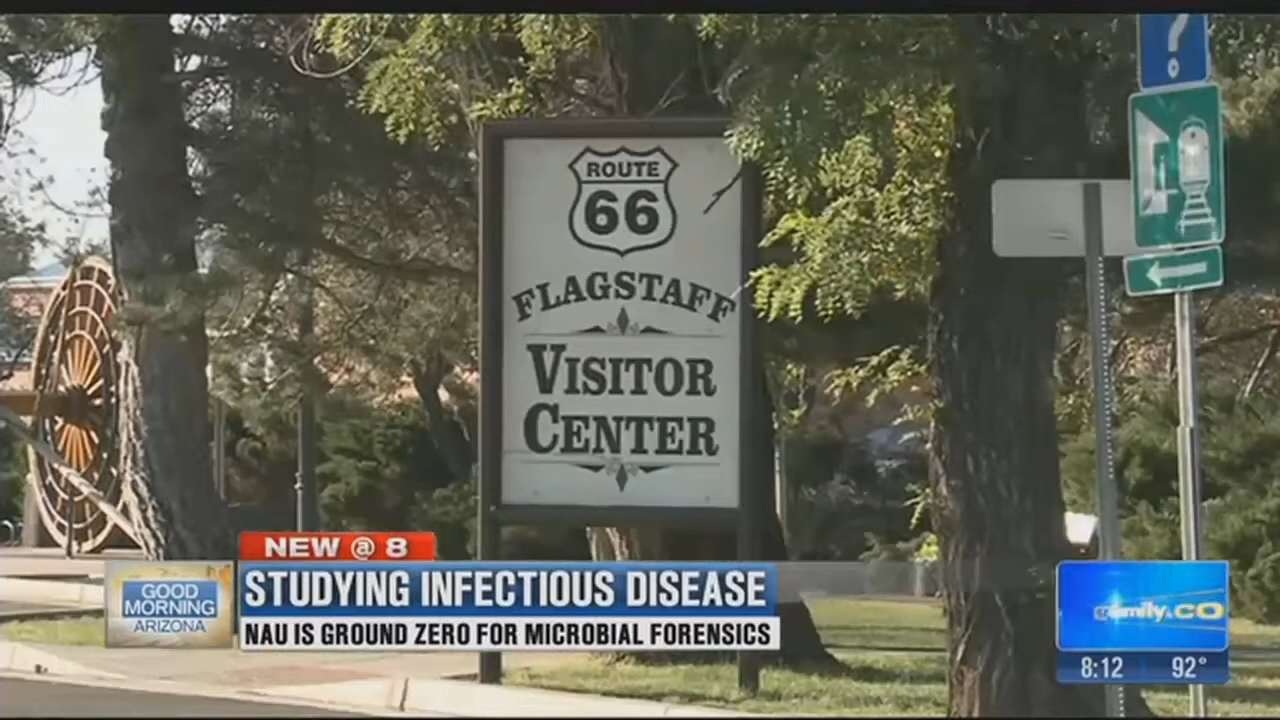 ?
ROUTE
66
FLAGSTAFF
VISITOR
CENTER
NEW @ 8
GOOD
MORNING
ARIZONA
STUDYING INFECTIOUS DISEASE
NAU IS GROUND ZERO FOR MICROBIAL FORENSICS
8:12 92°